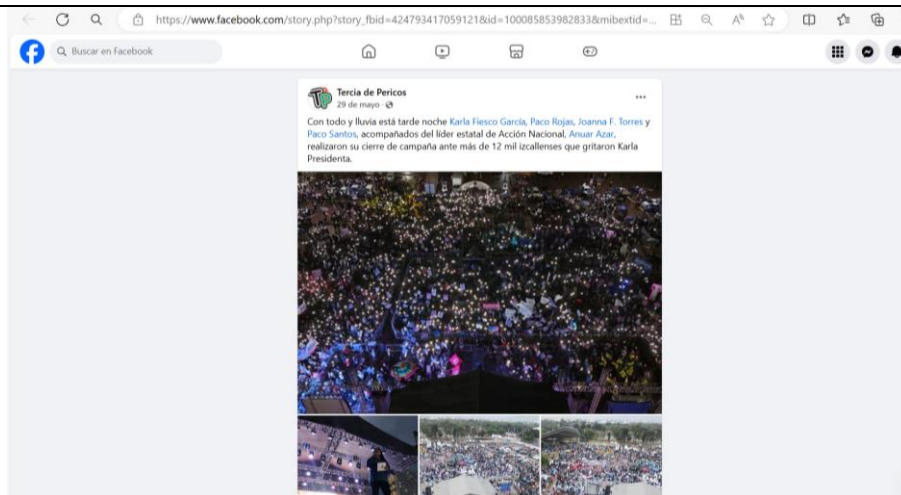 https://www.facebook.com/story.php?story_fbid=424793417059121&id=100085853982833&mibextid=...
Buscar en Facebook
Tercia de Pericos
29 de mayo
Con todo y lluvia está tarde noche Karla Fiesco García, Paco Rojas, Joanna F. Torres y
Paco Santos, acompañados del líder estatal de Acción Nacional, Anuar Azar,
realizaron su cierre de campaña ante más de 12 mil izcallenses que gritaron Karla
Presidenta.